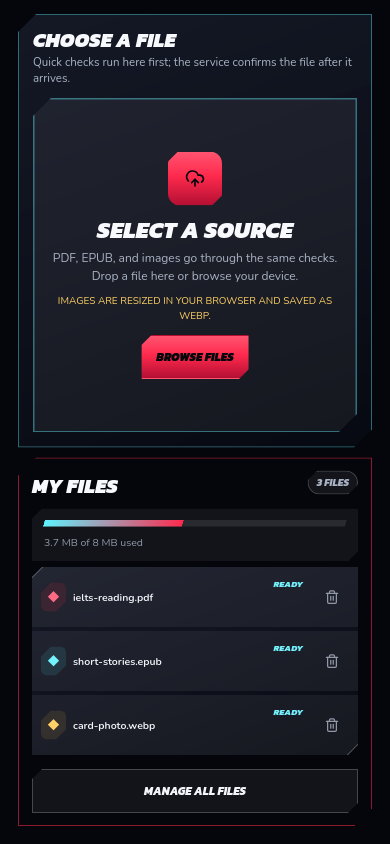 CHOOSE A FILE
Quick checks run here first; the service confirms the file after it
arrives.
SELECT A SOURCE
PDF, EPUB, and images go through the same checks.
Drop a file here or browse your device.
IMAGES ARE RESIZED IN YOUR BROWSER AND SAVED AS
WEBP.
BROWSE FILES
MY FILES
3 FILES
3.7 MB of 8 MB used
ielts-reading.pdf
READY
short-stories.epub
READY
card-photo.webp
READY
MANAGE ALL FILES